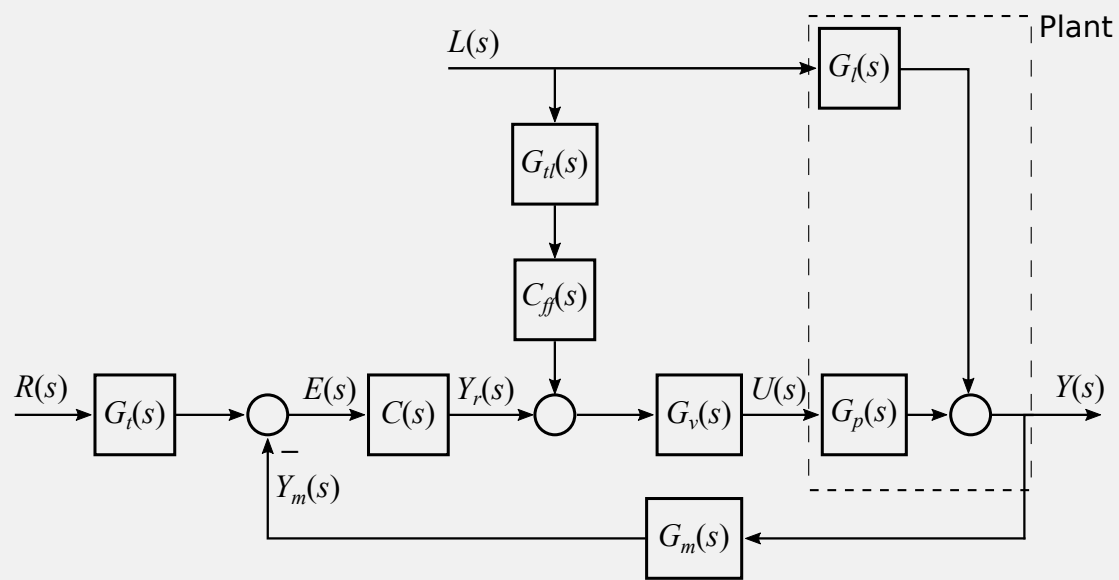 Plant
L(s)
G_l(s)
G_tl(s)
C_ff(s)
R(s)
G_t(s)
E(s)
C(s)
Y_r(s)
G_v(s)
U(s)
G_p(s)
Y(s)
−
Y_m(s)
G_m(s)